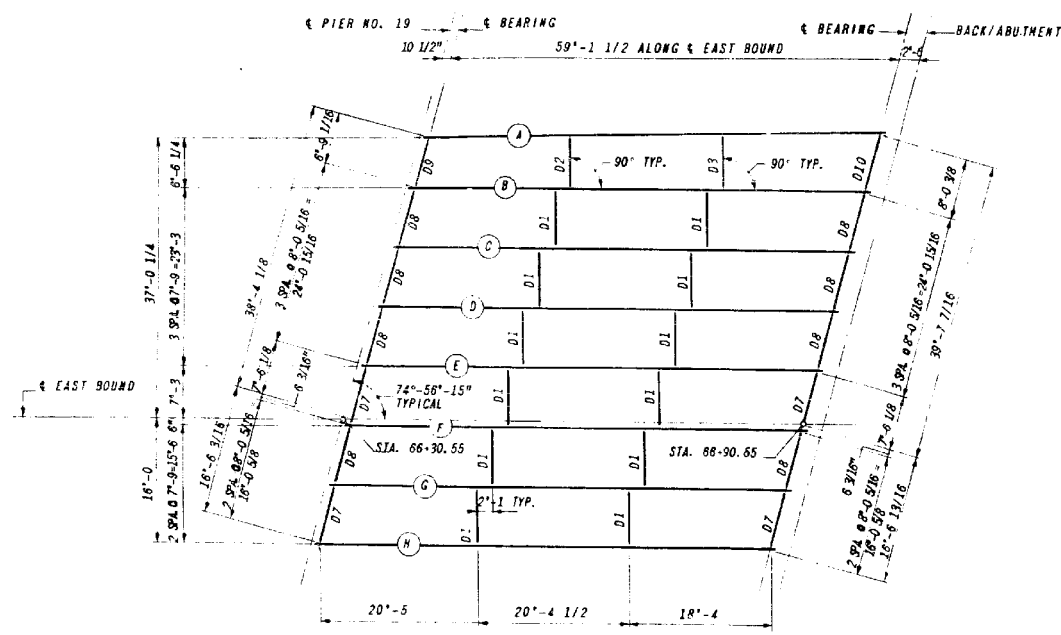 ℄ PIER NO. 19
℄ BEARING
℄ BEARING
BACK/ABUTMENT
10 1/2"
59'-1 1/2 ALONG ℄ EAST BOUND
2'-6
6'-9 1/16
6'-6 1/4
A
D9
D2
90° TYP.
D3
90° TYP.
D10
B
8'-0 3/8
D8
D1
D1
D8
37'-0 1/4
3 SPA. @ 7'-9 =23'-3
38'-4 1/8
3 SPA. @ 8'-0 5/16 =
24'-0 15/16
C
D8
D1
D1
D8
3 SPA. @ 8'-0 5/16 =24'-0 15/16
39'-7 7/16
D
D8
D1
D1
D8
E
7'-3
7'-6 1/8
6 3/16"
74°-56'-15"
TYPICAL
D7
D1
D1
D7
7'-6 1/8
℄ EAST BOUND
6"
F
STA. 66+30.55
STA. 66+90.65
16'-0
2 SPA. @ 7'-9=15'-6
16'-6 3/16
2 SPA. @8'-0 5/16 =
16'-0 5/8
D8
D1
D1
D8
6 3/16"
G
2 SPA. @ 8'-0 5/16 =
16'-0 5/8
16'-6 13/16
2'-1 TYP.
D7
D1
D1
D7
H
20'-5
20'-4 1/2
18'-4